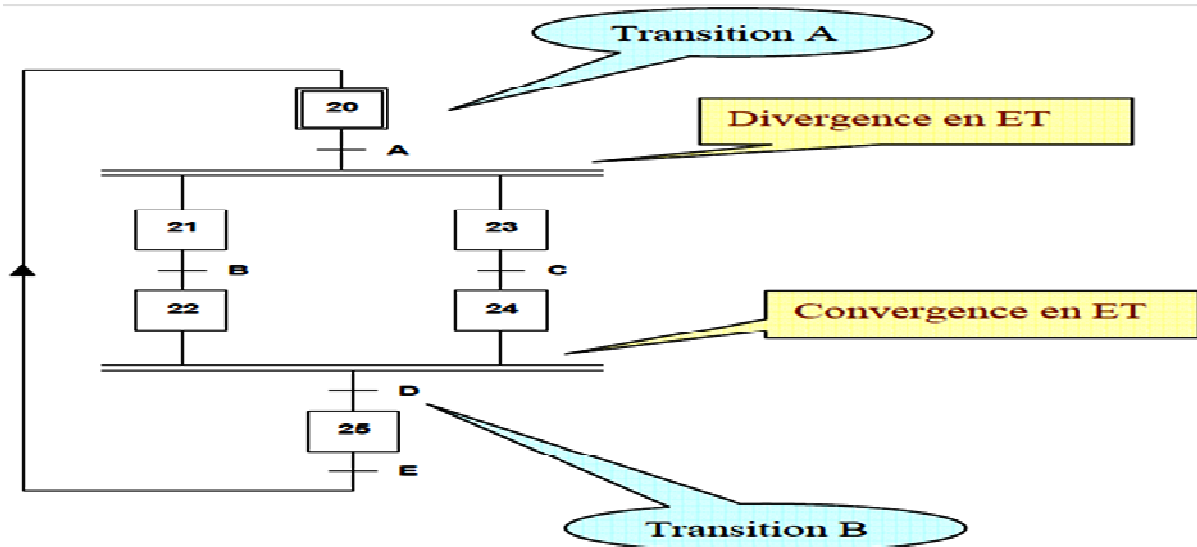 Transition A
20
A
Divergence en ET
21
23
B
C
22
24
Convergence en ET
D
25
E
Transition B